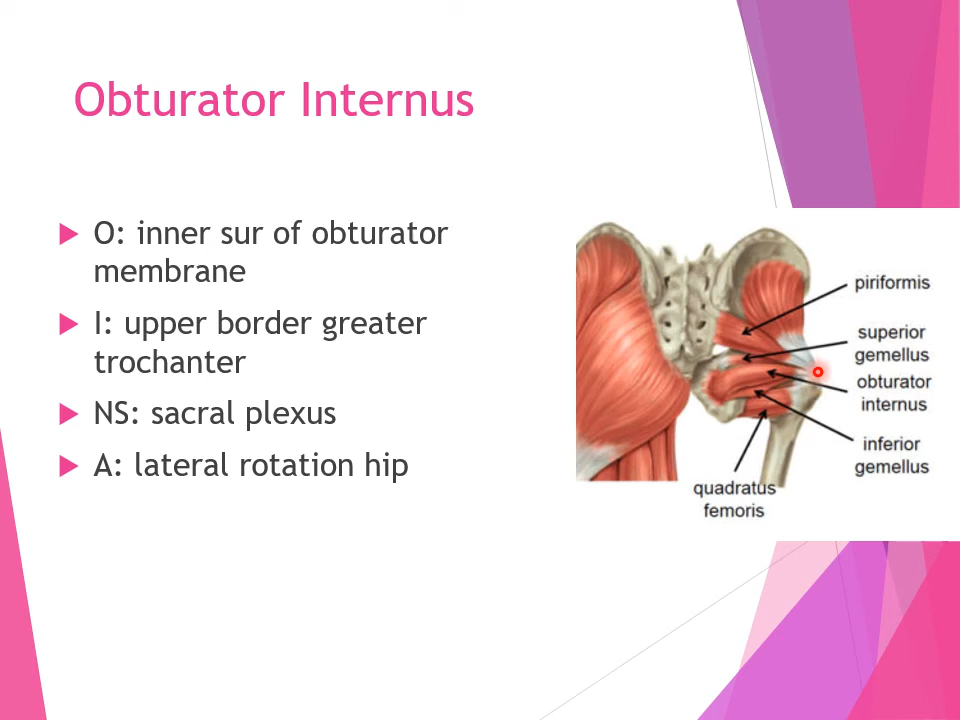 Obturator Internus
O: inner sur of obturator
membrane
I: upper border greater
trochanter
NS: sacral plexus
A: lateral rotation hip
piriformis
superior
gemellus
obturator
internus
inferior
gemellus
quadratus
femoris